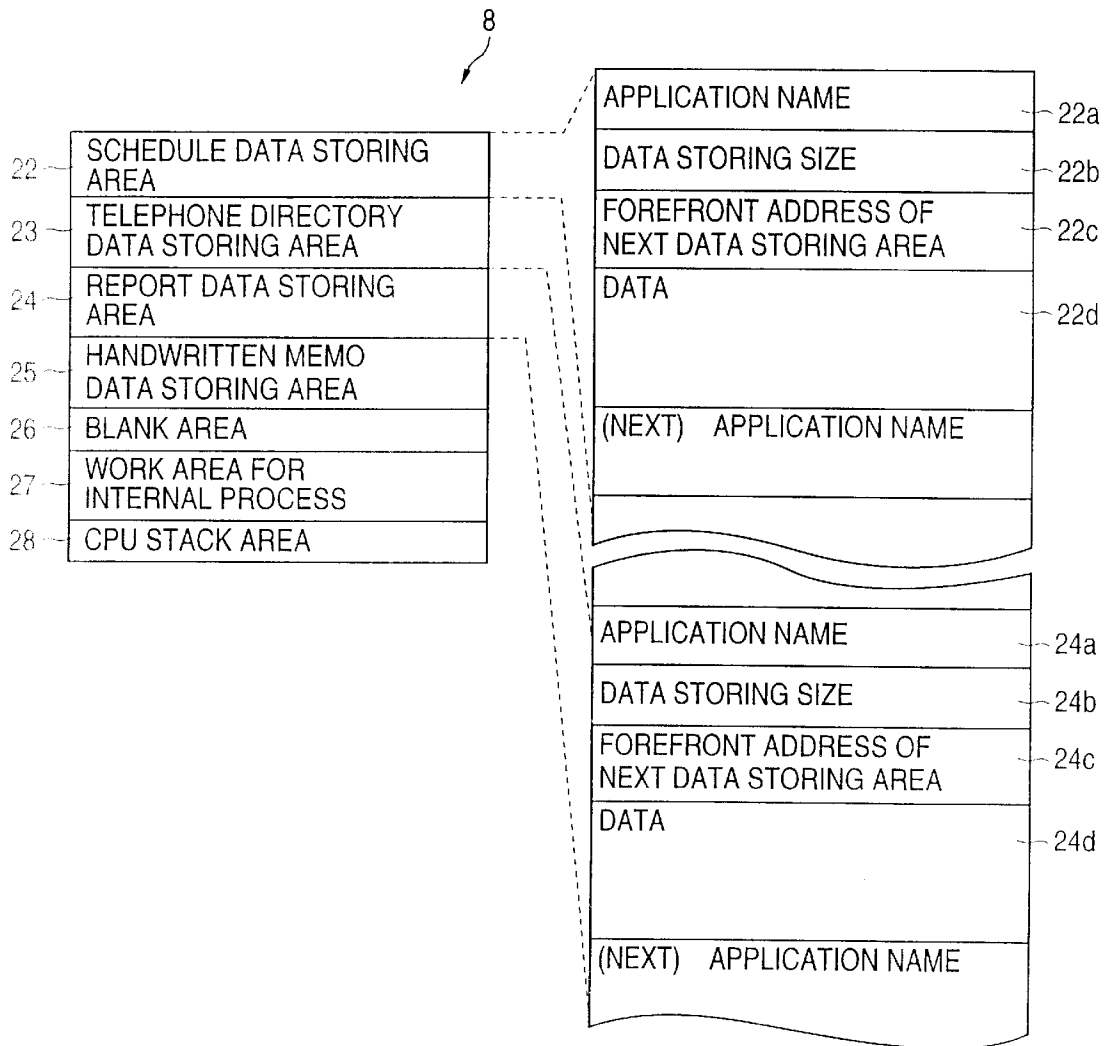 8
22
SCHEDULE DATA STORING
AREA
23
TELEPHONE DIRECTORY
DATA STORING AREA
24
REPORT DATA STORING
AREA
25
HANDWRITTEN MEMO
DATA STORING AREA
26
BLANK AREA
27
WORK AREA FOR
INTERNAL PROCESS
28
CPU STACK AREA
APPLICATION NAME
22a
DATA STORING SIZE
22b
FOREFRONT ADDRESS OF
NEXT DATA STORING AREA
22c
DATA
22d
(NEXT) APPLICATION NAME
APPLICATION NAME
24a
DATA STORING SIZE
24b
FOREFRONT ADDRESS OF
NEXT DATA STORING AREA
24c
DATA
24d
(NEXT) APPLICATION NAME